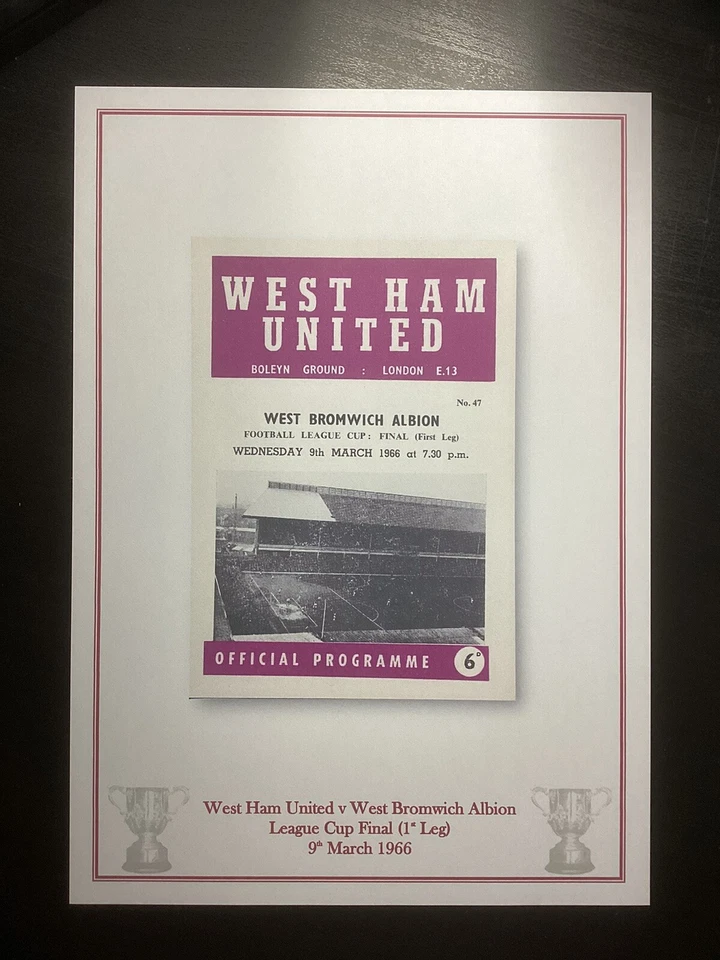 WEST HAM
UNITED
BOLEYN GROUND : LONDON E.13
No. 47
WEST BROMWICH ALBION
FOOTBALL LEAGUE CUP: FINAL (First Leg)
WEDNESDAY 9th MARCH 1966 at 7.30 p.m.
OFFICIAL PROGRAMME 6D
West Ham United v West Bromwich Albion
League Cup Final (1st Leg)
9th March 1966